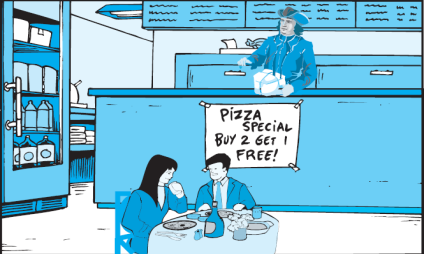 PIZZA
SPECIAL
BUY 2 GET 1
FREE!